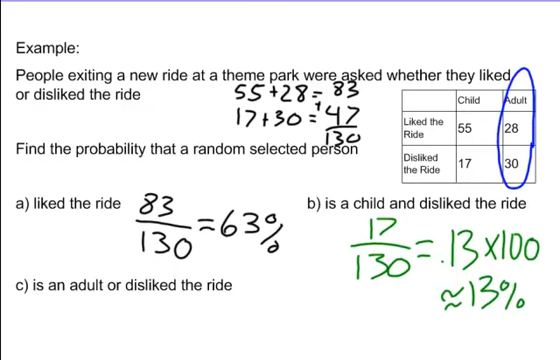 Example:
People exiting a new ride at a theme park were asked whether they liked
or disliked the ride
55+28=83
17+30=+47
130
Child Adult
Liked the Ride 55 28
Disliked the Ride 17 30
Find the probability that a random selected person
a) liked the ride
83/130=63%
b) is a child and disliked the ride
17/130=.13x100
≈13%
c) is an adult or disliked the ride